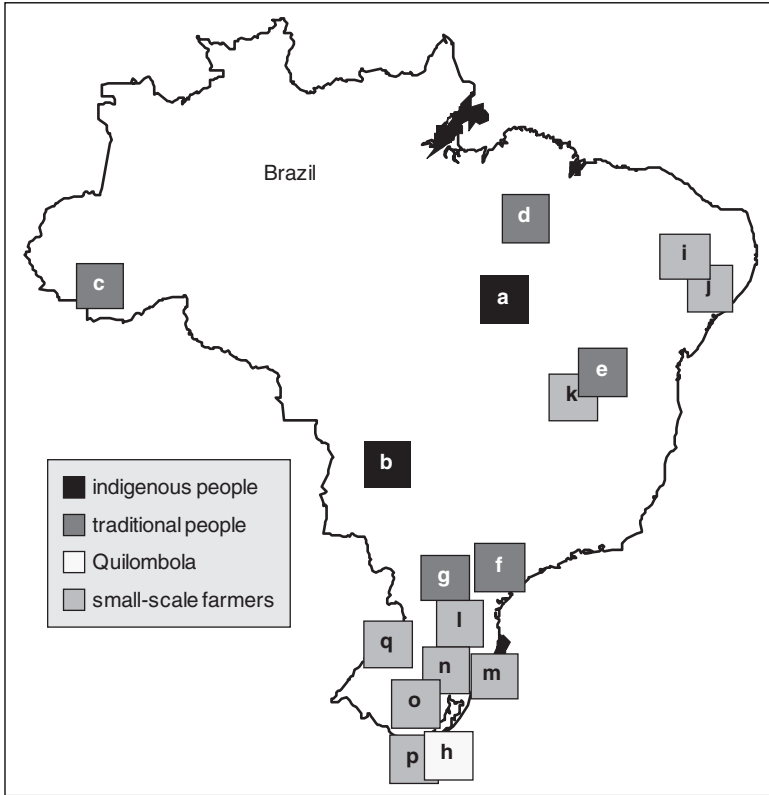 Brazil
d
i
c
a
j
e
k
b
indigenous people
traditional people
Quilombola
small-scale farmers
f
g
l
q
n
m
o
p
h